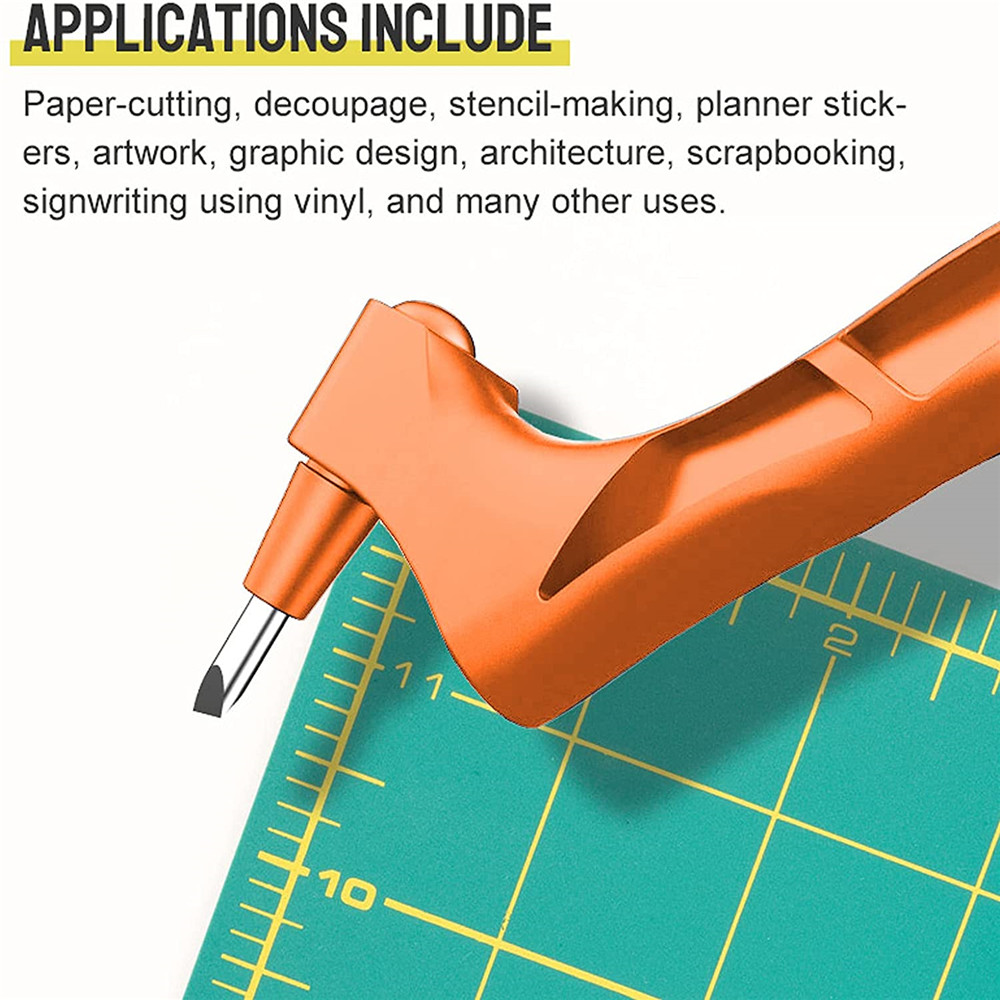 APPLICATIONS INCLUDE
Paper-cutting, decoupage, stencil-making, planner stick-
ers, artwork, graphic design, architecture, scrapbooking,
signwriting using vinyl, and many other uses.
2
11
10